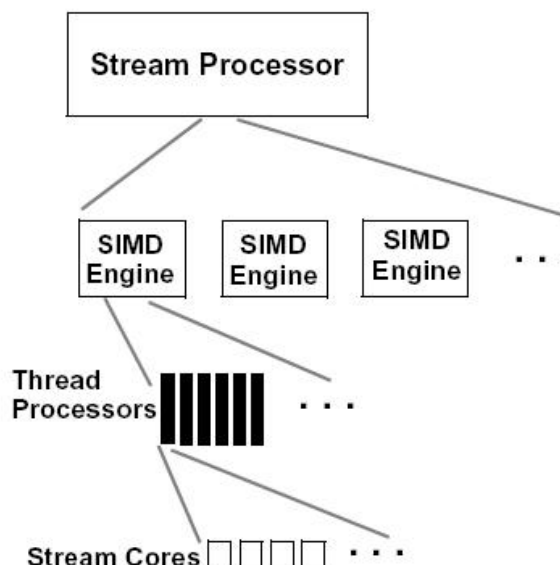 Stream Processor
SIMD
Engine
SIMD
Engine
SIMD
Engine
. . .
Thread
Processors
. . .
Stream Cores
. . .